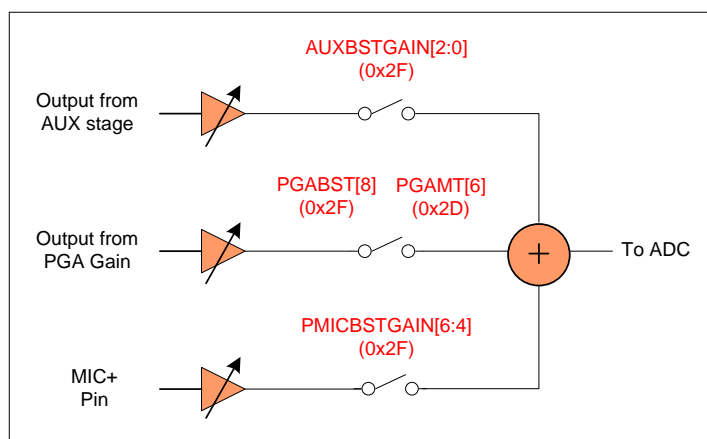 AUXBSTGAIN[2:0]
(0x2F)
Output from
AUX stage
PGABST[8] PGAMT[6]
(0x2F) (0x2D)
Output from
PGA Gain
+
To ADC
PMICBSTGAIN[6:4]
(0x2F)
MIC+
Pin